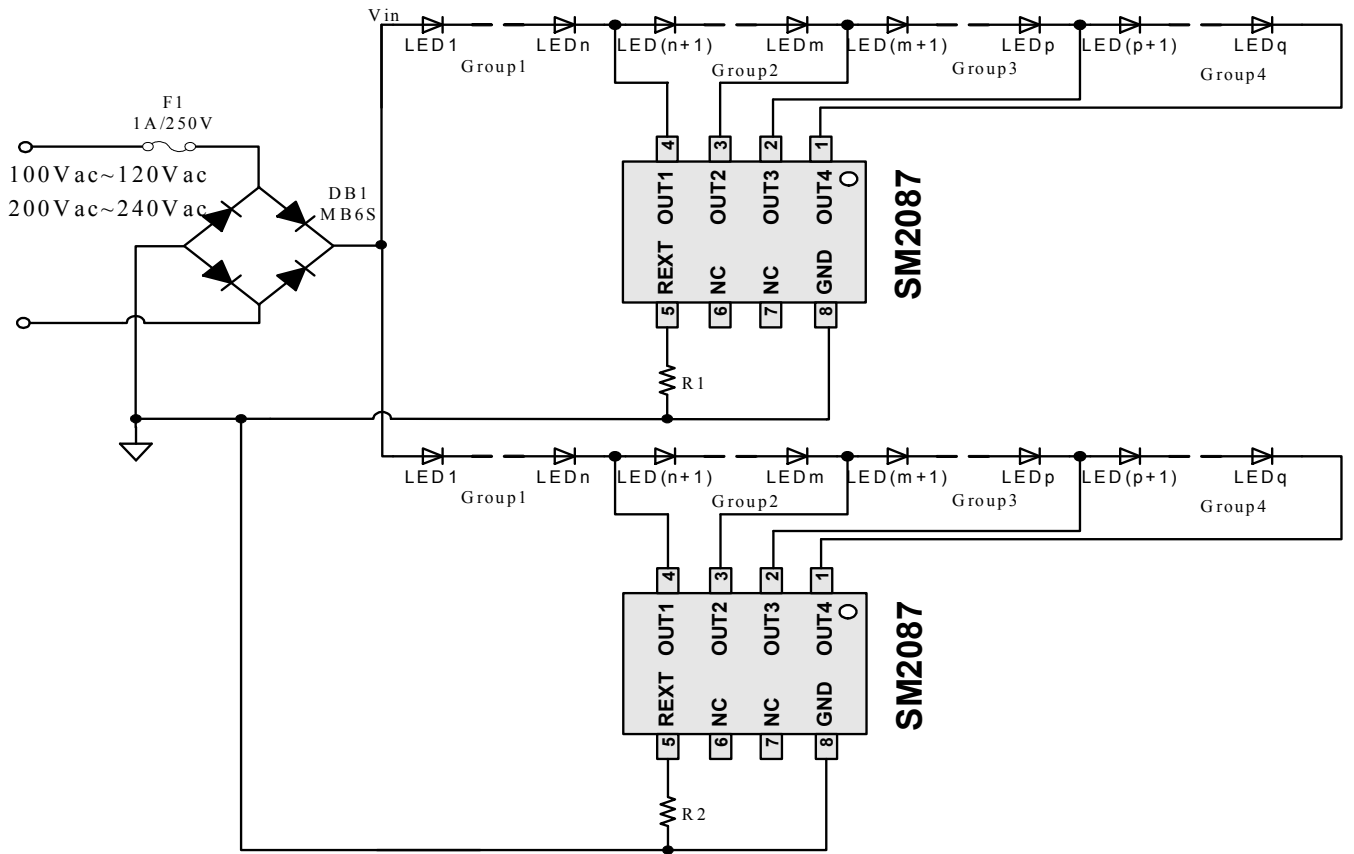 Vin
LED1
LEDn
LED(n+1)
LEDm
LED(m+1)
LEDp
LED(p+1)
LEDq
Group1
Group2
Group3
Group4
F1
1A/250V
100Vac~120Vac
200Vac~240Vac
DB1
MB6S
4
3
2
1
OUT1
OUT2
OUT3
OUT4
REXT
NC
NC
GND
5
6
7
8
SM2087
R1
LED1
LEDn
LED(n+1)
LEDm
LED(m+1)
LEDp
LED(p+1)
LEDq
Group1
Group2
Group3
Group4
4
3
2
1
OUT1
OUT2
OUT3
OUT4
REXT
NC
NC
GND
5
6
7
8
SM2087
R2